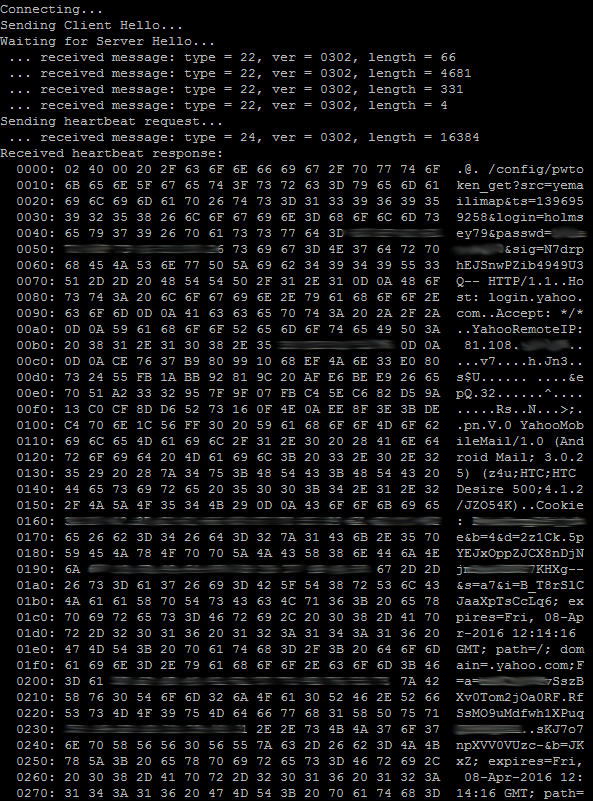 Connecting...
Sending Client Hello...
Waiting for Server Hello...
 ... received message: type = 22, ver = 0302, length = 66
 ... received message: type = 22, ver = 0302, length = 4681
 ... received message: type = 22, ver = 0302, length = 331
 ... received message: type = 22, ver = 0302, length = 4
Sending heartbeat request...
 ... received message: type = 24, ver = 0302, length = 16384
Received heartbeat response:
  0000: 02 40 00 20 2F 63 6F 6E 66 69 67 2F 70 77 74 6F  .@. /config/pwto
  0010: 6B 65 6E 5F 67 65 74 3F 73 72 63 3D 79 65 6D 61  ken_get?src=yema
  0020: 69 6C 69 6D 61 70 26 74 73 3D 31 33 39 36 39 35  ilimap&ts=139695
  0030: 39 32 35 38 26 6C 6F 67 69 6E 3D 68 6F 6C 6D 73  9258&login=holms
  0040: 65 79 37 39 26 70 61 73 73 77 64 3D  ey79&passwd=
  0050: 6 73 69 67 3D 4E 37 64 72 70  &sig=N7drp
  0060: 68 45 4A 53 6E 77 50 5A 69 62 34 39 34 39 55 33  hEJSnwPZib4949U3
  0070: 51 2D 2D 20 48 54 54 50 2F 31 2E 31 0D 0A 48 6F  Q-- HTTP/1.1..Ho
  0080: 73 74 3A 20 6C 6F 67 69 6E 2E 79 61 68 6F 6F 2E  st: login.yahoo.
  0090: 63 6F 6D 0D 0A 41 63 63 65 70 74 3A 20 2A 2F 2A  com..Accept: */*
  00a0: 0D 0A 59 61 68 6F 6F 52 65 6D 6F 74 65 49 50 3A  ..YahooRemoteIP:
  00b0: 20 38 31 2E 31 30 38 2E 35 0D 0A   81.108.
  00c0: 0D 0A CE 76 37 B9 80 99 10 68 EF 4A 6E 33 E0 80  ...v7....h.Jn3..
  00d0: 73 24 55 FB 1A BB 92 81 9C 20 AF E6 BE E9 26 65  s$U...... ....&e
  00e0: 70 51 A2 33 32 95 7F 9F 07 FB C4 5E C6 82 D5 9A  pQ.32......^....
  00f0: 13 C0 CF 8D D6 52 73 16 0F 4E 0A EE 8F 3E 3B DE  .....Rs..N...>;.
  0100: C4 70 6E 1C 56 FF 30 20 59 61 68 6F 6F 4D 6F 62  .pn.V.0 YahooMob
  0110: 69 6C 65 4D 61 69 6C 2F 31 2E 30 20 28 41 6E 64  ileMail/1.0 (And
  0120: 72 6F 69 64 20 4D 61 69 6C 3B 20 33 2E 30 2E 32  roid Mail; 3.0.2
  0130: 35 29 20 28 7A 34 75 3B 48 54 43 3B 48 54 43 20  5) (z4u;HTC;HTC
  0140: 44 65 73 69 72 65 20 35 30 30 3B 34 2E 31 2E 32  Desire 500;4.1.2
  0150: 2F 4A 5A 4F 35 34 4B 29 0D 0A 43 6F 6F 6B 69 65  /JZO54K)..Cookie
  0160:  :
  0170: 65 26 62 3D 34 26 64 3D 32 7A 31 43 6B 2E 35 70  e&b=4&d=2z1Ck.5p
  0180: 59 45 4A 78 4F 70 70 5A 4A 43 58 38 6E 44 6A 4E  YEJxOppZJCX8nDjN
  0190: 6A 67 2D 2D  j 7KHXg--
  01a0: 26 73 3D 61 37 26 69 3D 42 5F 54 38 72 53 6C 43  &s=a7&i=B_T8rSlC
  01b0: 4A 61 61 58 70 54 73 43 63 4C 71 36 3B 20 65 78  JaaXpTsCcLq6; ex
  01c0: 70 69 72 65 73 3D 46 72 69 2C 20 30 38 2D 41 70  pires=Fri, 08-Ap
  01d0: 72 2D 32 30 31 36 20 31 32 3A 31 34 3A 31 36 20  r-2016 12:14:16
  01e0: 47 4D 54 3B 20 70 61 74 68 3D 2F 3B 20 64 6F 6D  GMT; path=/; dom
  01f0: 61 69 6E 3D 2E 79 61 68 6F 6F 2E 63 6F 6D 3B 46  ain=.yahoo.com;F
  0200: 3D 61 7A 42  =a= vSszB
  0210: 58 76 30 54 6F 6D 32 6A 4F 61 30 52 46 2E 52 66  Xv0Tom2jOa0RF.Rf
  0220: 53 73 4D 4F 39 75 4D 64 66 77 68 31 58 50 75 71  SsMO9uMdfwh1XPuq
  0230: 2E 2E 73 4B 4A 37 6F 37  ..sKJ7o7
  0240: 6E 70 58 56 56 30 56 55 7A 63 2D 26 62 3D 4A 4B  npXVV0VUzc-&b=JK
  0250: 78 5A 3B 20 65 78 70 69 72 65 73 3D 46 72 69 2C  xZ; expires=Fri,
  0260: 20 30 38 2D 41 70 72 2D 32 30 31 36 20 31 32 3A   08-Apr-2016 12:
  0270: 31 34 3A 31 36 20 47 4D 54 3B 20 70 61 74 68 3D  14:16 GMT; path=